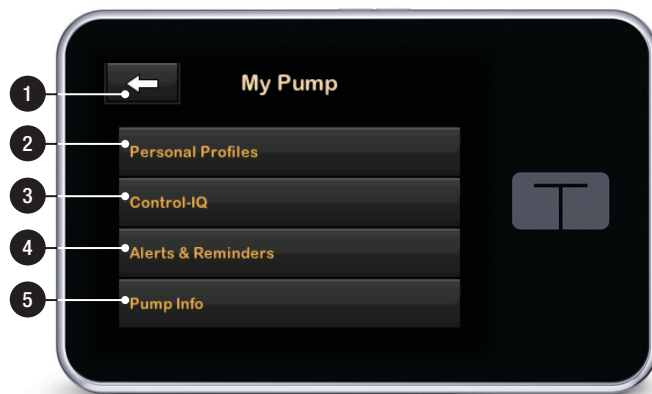 My Pump
1
2
Personal Profiles
3
Control-IQ
4
Alerts & Reminders
5
Pump Info